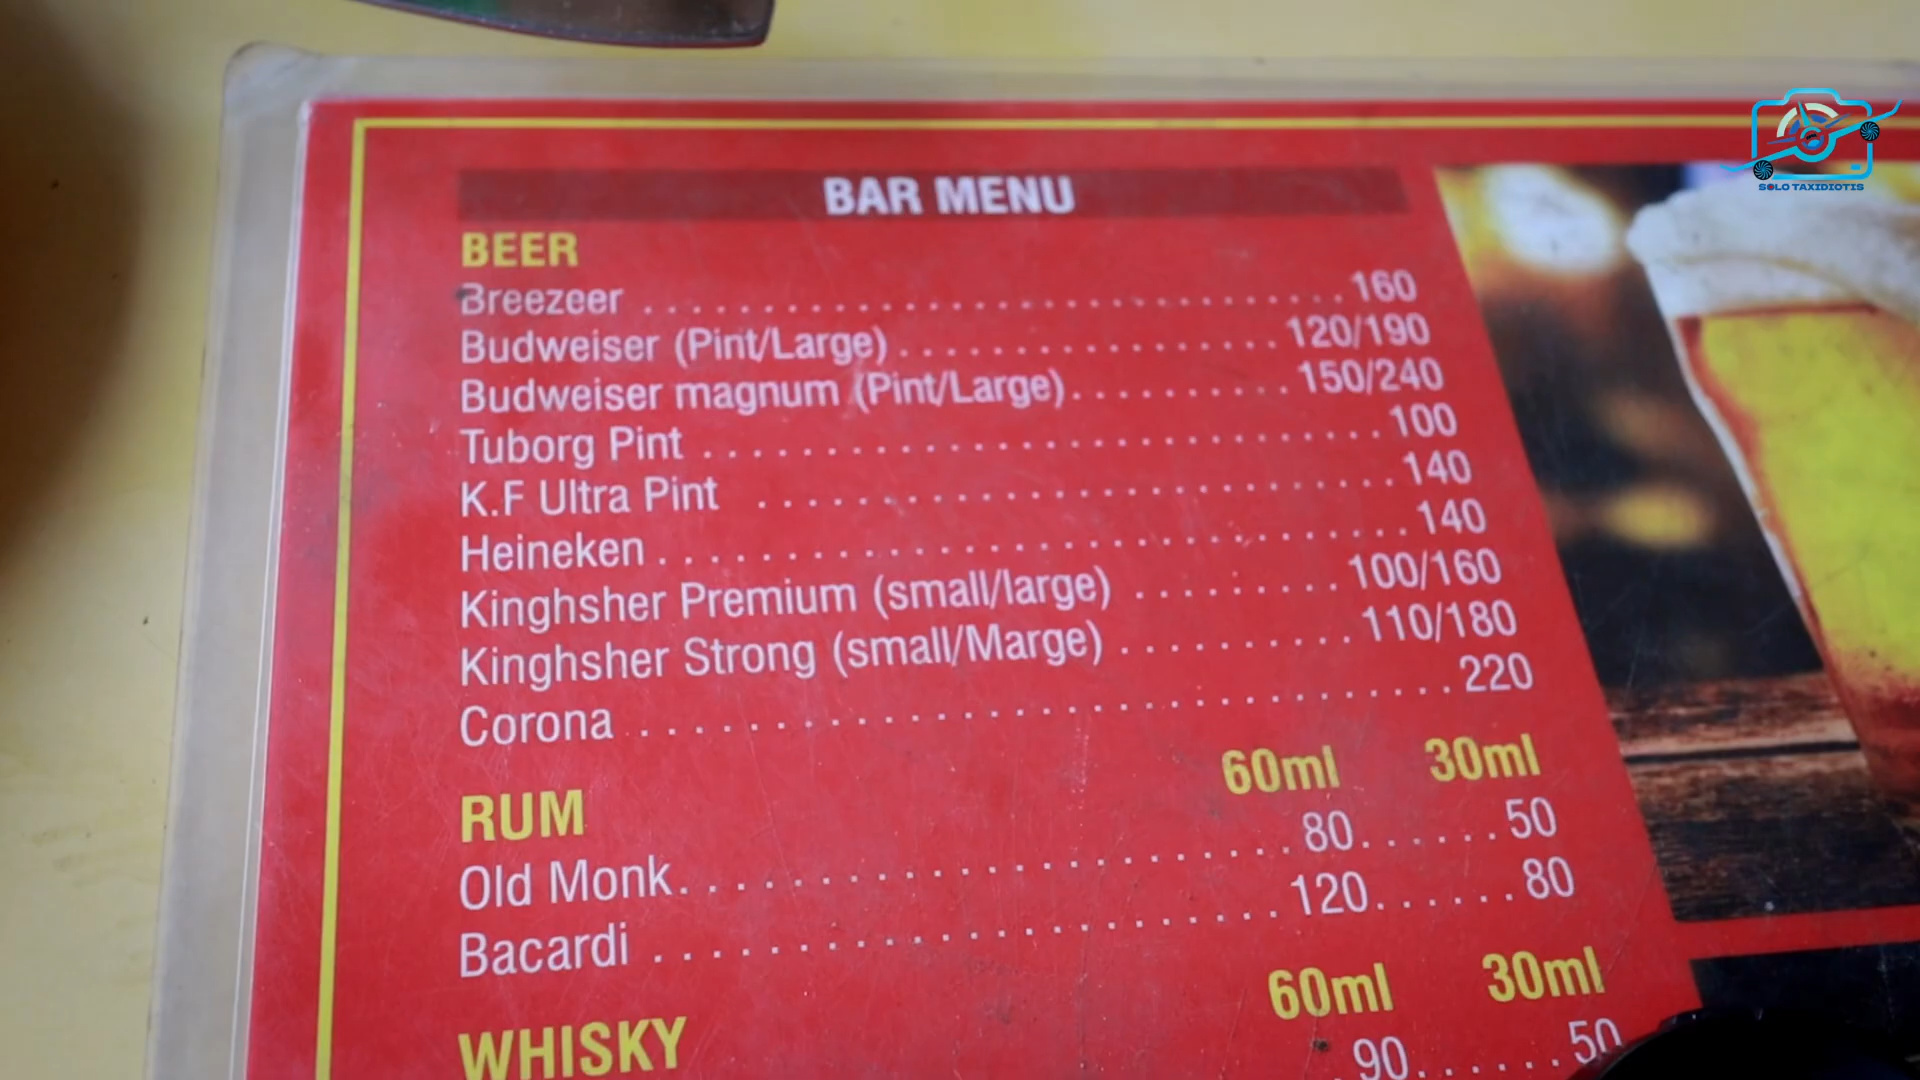 SOLO TAXIDIOTIS
BAR MENU
BEER
Breezeer ........................................ 160
Budweiser (Pint/Large) .................. 120/190
Budweiser magnum (Pint/Large) .......... 150/240
Tuborg Pint .............................. 100
K.F Ultra Pint ........................... 140
Heineken ................................. 140
Kinghsher Premium (small/large) ......... 100/160
Kinghsher Strong (small/Marge) .......... 110/180
Corona ................................... 220
RUM 60ml 30ml
Old Monk ........................ 80 ...... 50
Bacardi ......................... 120 ...... 80
WHISKY 60ml 30ml
90 ...... 50